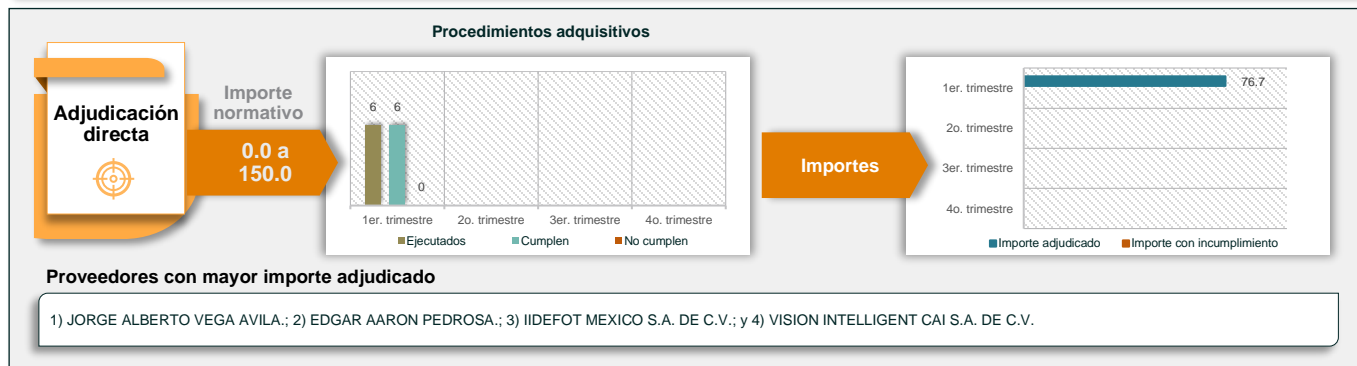 Procedimientos adquisitivos
Adjudicación
directa
Importe
normativo
0.0 a
150.0
6 6
0
1er. trimestre 2o. trimestre 3er. trimestre 4o. trimestre
Ejecutados Cumplen No cumplen
Importes
1er. trimestre 76.7
2o. trimestre
3er. trimestre
4o. trimestre
Importe adjudicado Importe con incumplimiento
Proveedores con mayor importe adjudicado
1) JORGE ALBERTO VEGA AVILA.; 2) EDGAR AARON PEDROSA.; 3) IIDEFOT MEXICO S.A. DE C.V.; y 4) VISION INTELLIGENT CAI S.A. DE C.V.